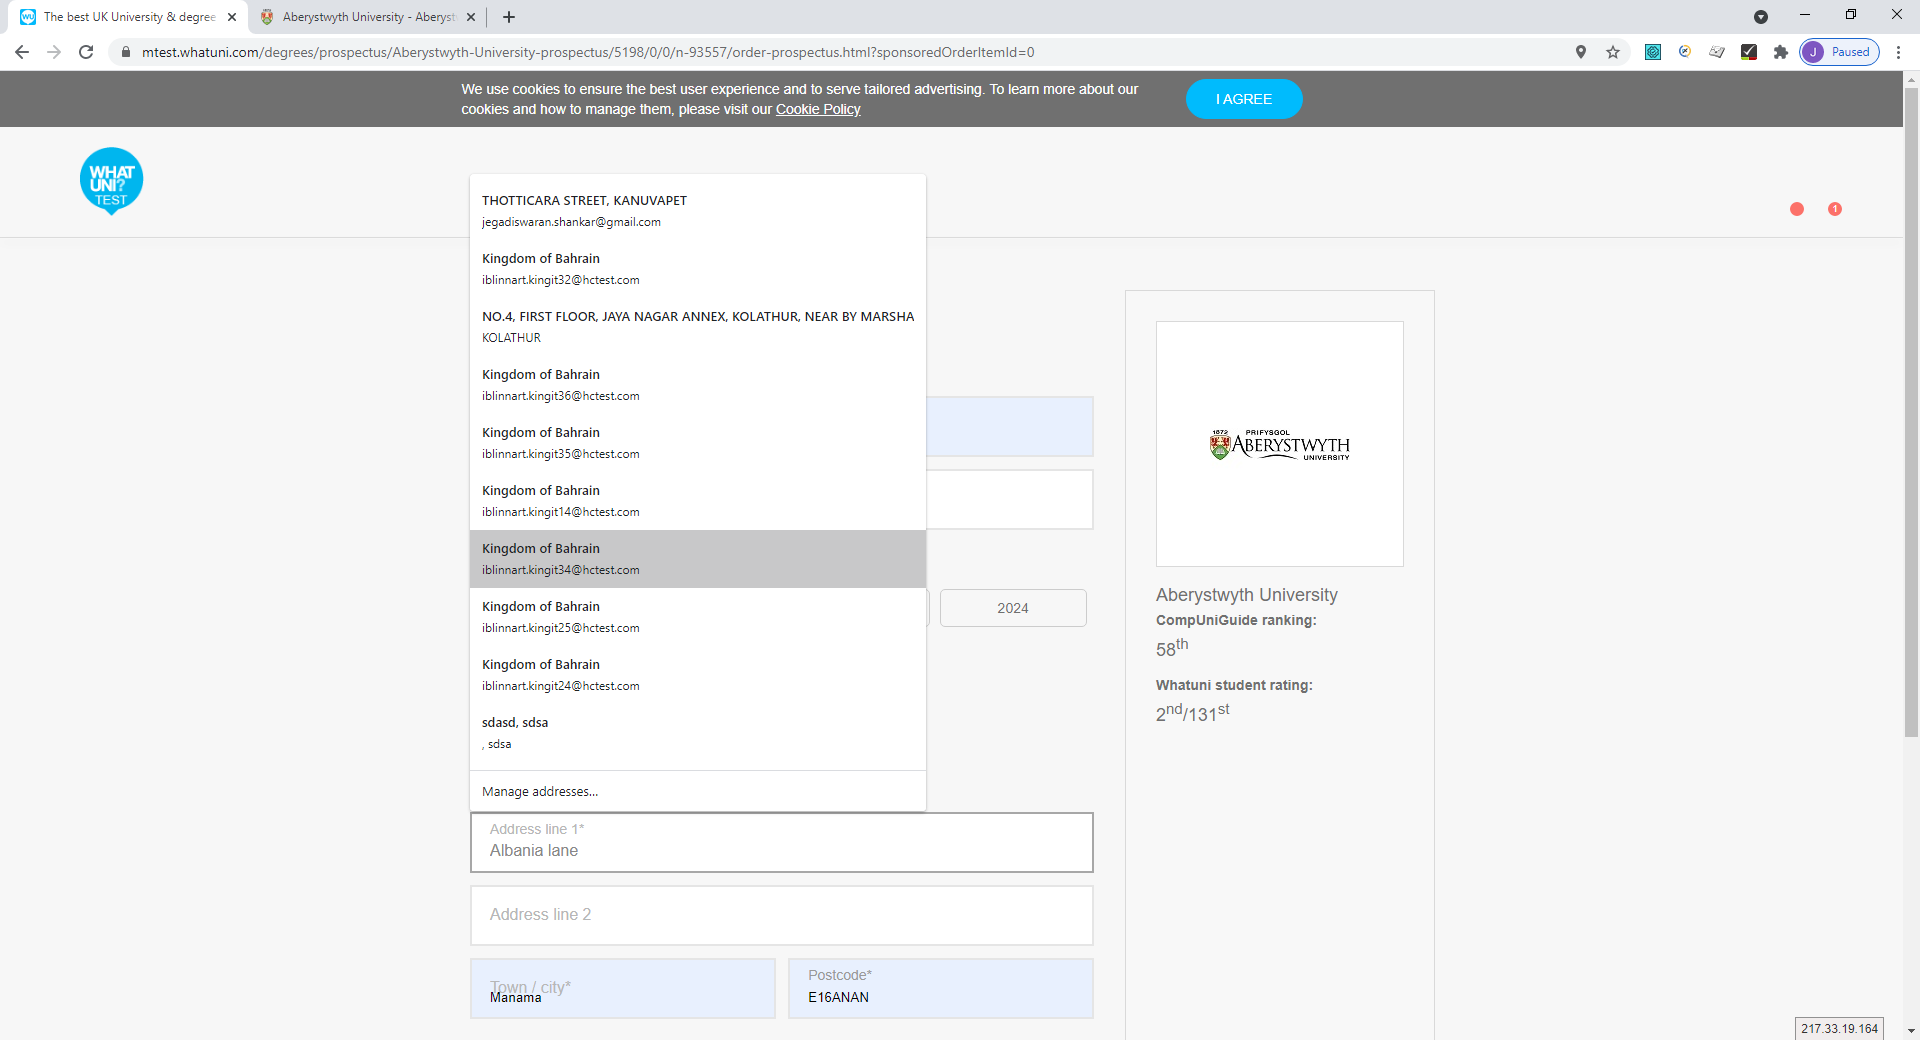 The best UK University & degree
Aberystwyth University - Aberyst
mtest.whatuni.com/degrees/prospectus/Aberystwyth-University-prospectus/5198/0/0/n-93557/order-prospectus.html?sponsoredOrderItemId=0
J Paused
We use cookies to ensure the best user experience and to serve tailored advertising. To learn more about our
cookies and how to manage them, please visit our Cookie Policy
I AGREE
WHAT
UNI?
TEST
1
THOTTICARA STREET, KANUVAPET
jegadiswaran.shankar@gmail.com
Kingdom of Bahrain
iblinnart.kingit32@hctest.com
NO.4, FIRST FLOOR, JAYA NAGAR ANNEX, KOLATHUR, NEAR BY MARSHA
KOLATHUR
Kingdom of Bahrain
iblinnart.kingit36@hctest.com
Kingdom of Bahrain
iblinnart.kingit35@hctest.com
Kingdom of Bahrain
iblinnart.kingit14@hctest.com
Kingdom of Bahrain
iblinnart.kingit34@hctest.com
Kingdom of Bahrain
iblinnart.kingit25@hctest.com
Kingdom of Bahrain
iblinnart.kingit24@hctest.com
sdasd, sdsa
, sdsa
Manage addresses...
2024
Address line 1*
Albania lane
Address line 2
Town / city*
Manama
Postcode*
E16ANAN
1872 PRIFYSGOL
ABERYSTWYTH
UNIVERSITY
Aberystwyth University
CompUniGuide ranking:
58th
Whatuni student rating:
2nd/131st
217.33.19.164